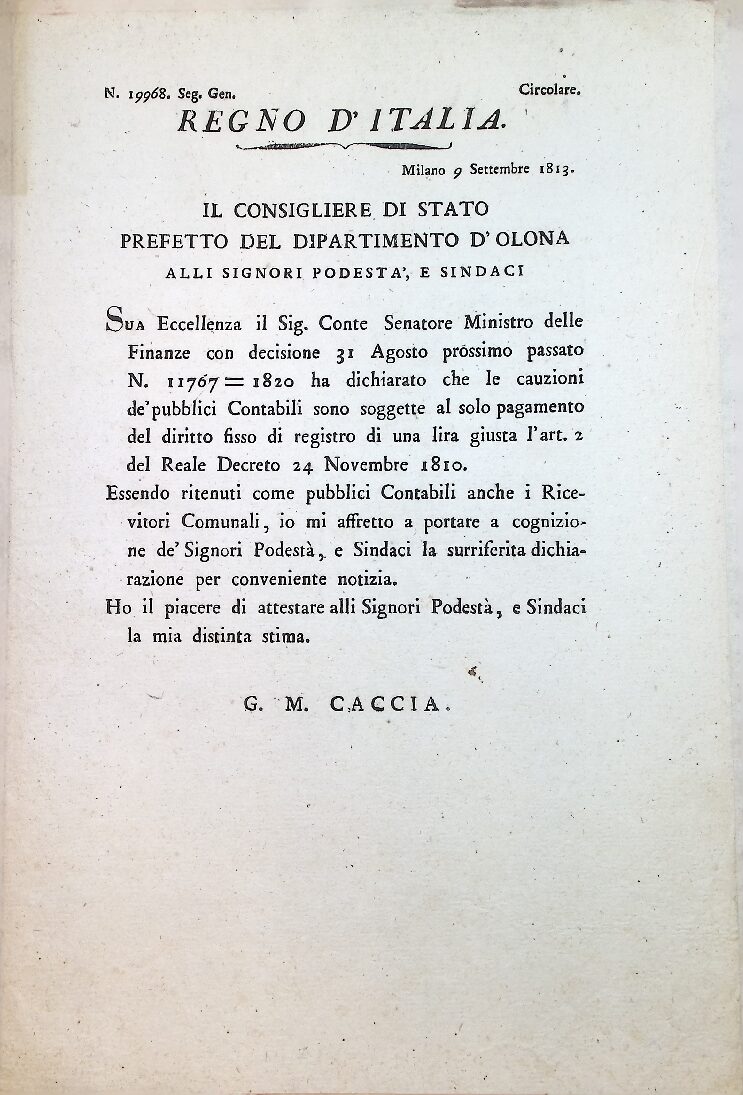 N. 19968. Seg. Gen.
Circolare.
REGNO D' ITALIA.
Milano 9 Settembre 1813.
IL CONSIGLIERE DI STATO
PREFETTO DEL DIPARTIMENTO D' OLONA
ALLI SIGNORI PODESTA', E SINDACI
SUA Eccellenza il Sig. Conte Senatore Ministro delle
Finanze con decisione 31 Agosto prossimo passato
N. 11767 = 1820 ha dichiarato che le cauzioni
de' pubblici Contabili sono soggette al solo pagamento
del diritto fisso di registro di una lira giusta l'art. 2
del Reale Decreto 24 Novembre 1810.
Essendo ritenuti come pubblici Contabili anche i Rice-
vitori Comunali, io mi affretto a portare a cognizio-
ne de' Signori Podestà, e Sindaci la surriferita dichia-
razione per conveniente notizia.
Ho il piacere di attestare alli Signori Podestà, e Sindaci
la mia distinta stima.
G. M. CACCIA.